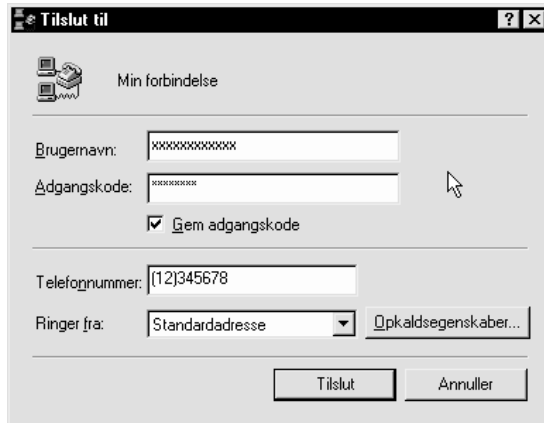 Tilslut til
Min forbindelse
Brugernavn: xxxxxxxxxxxx
Adgangskode: xxxxxxxx
Gem adgangskode
Telefonnummer: (12)345678
Ringer fra: Standardadresse Opkaldsegenskaber...
Tilslut Annuller